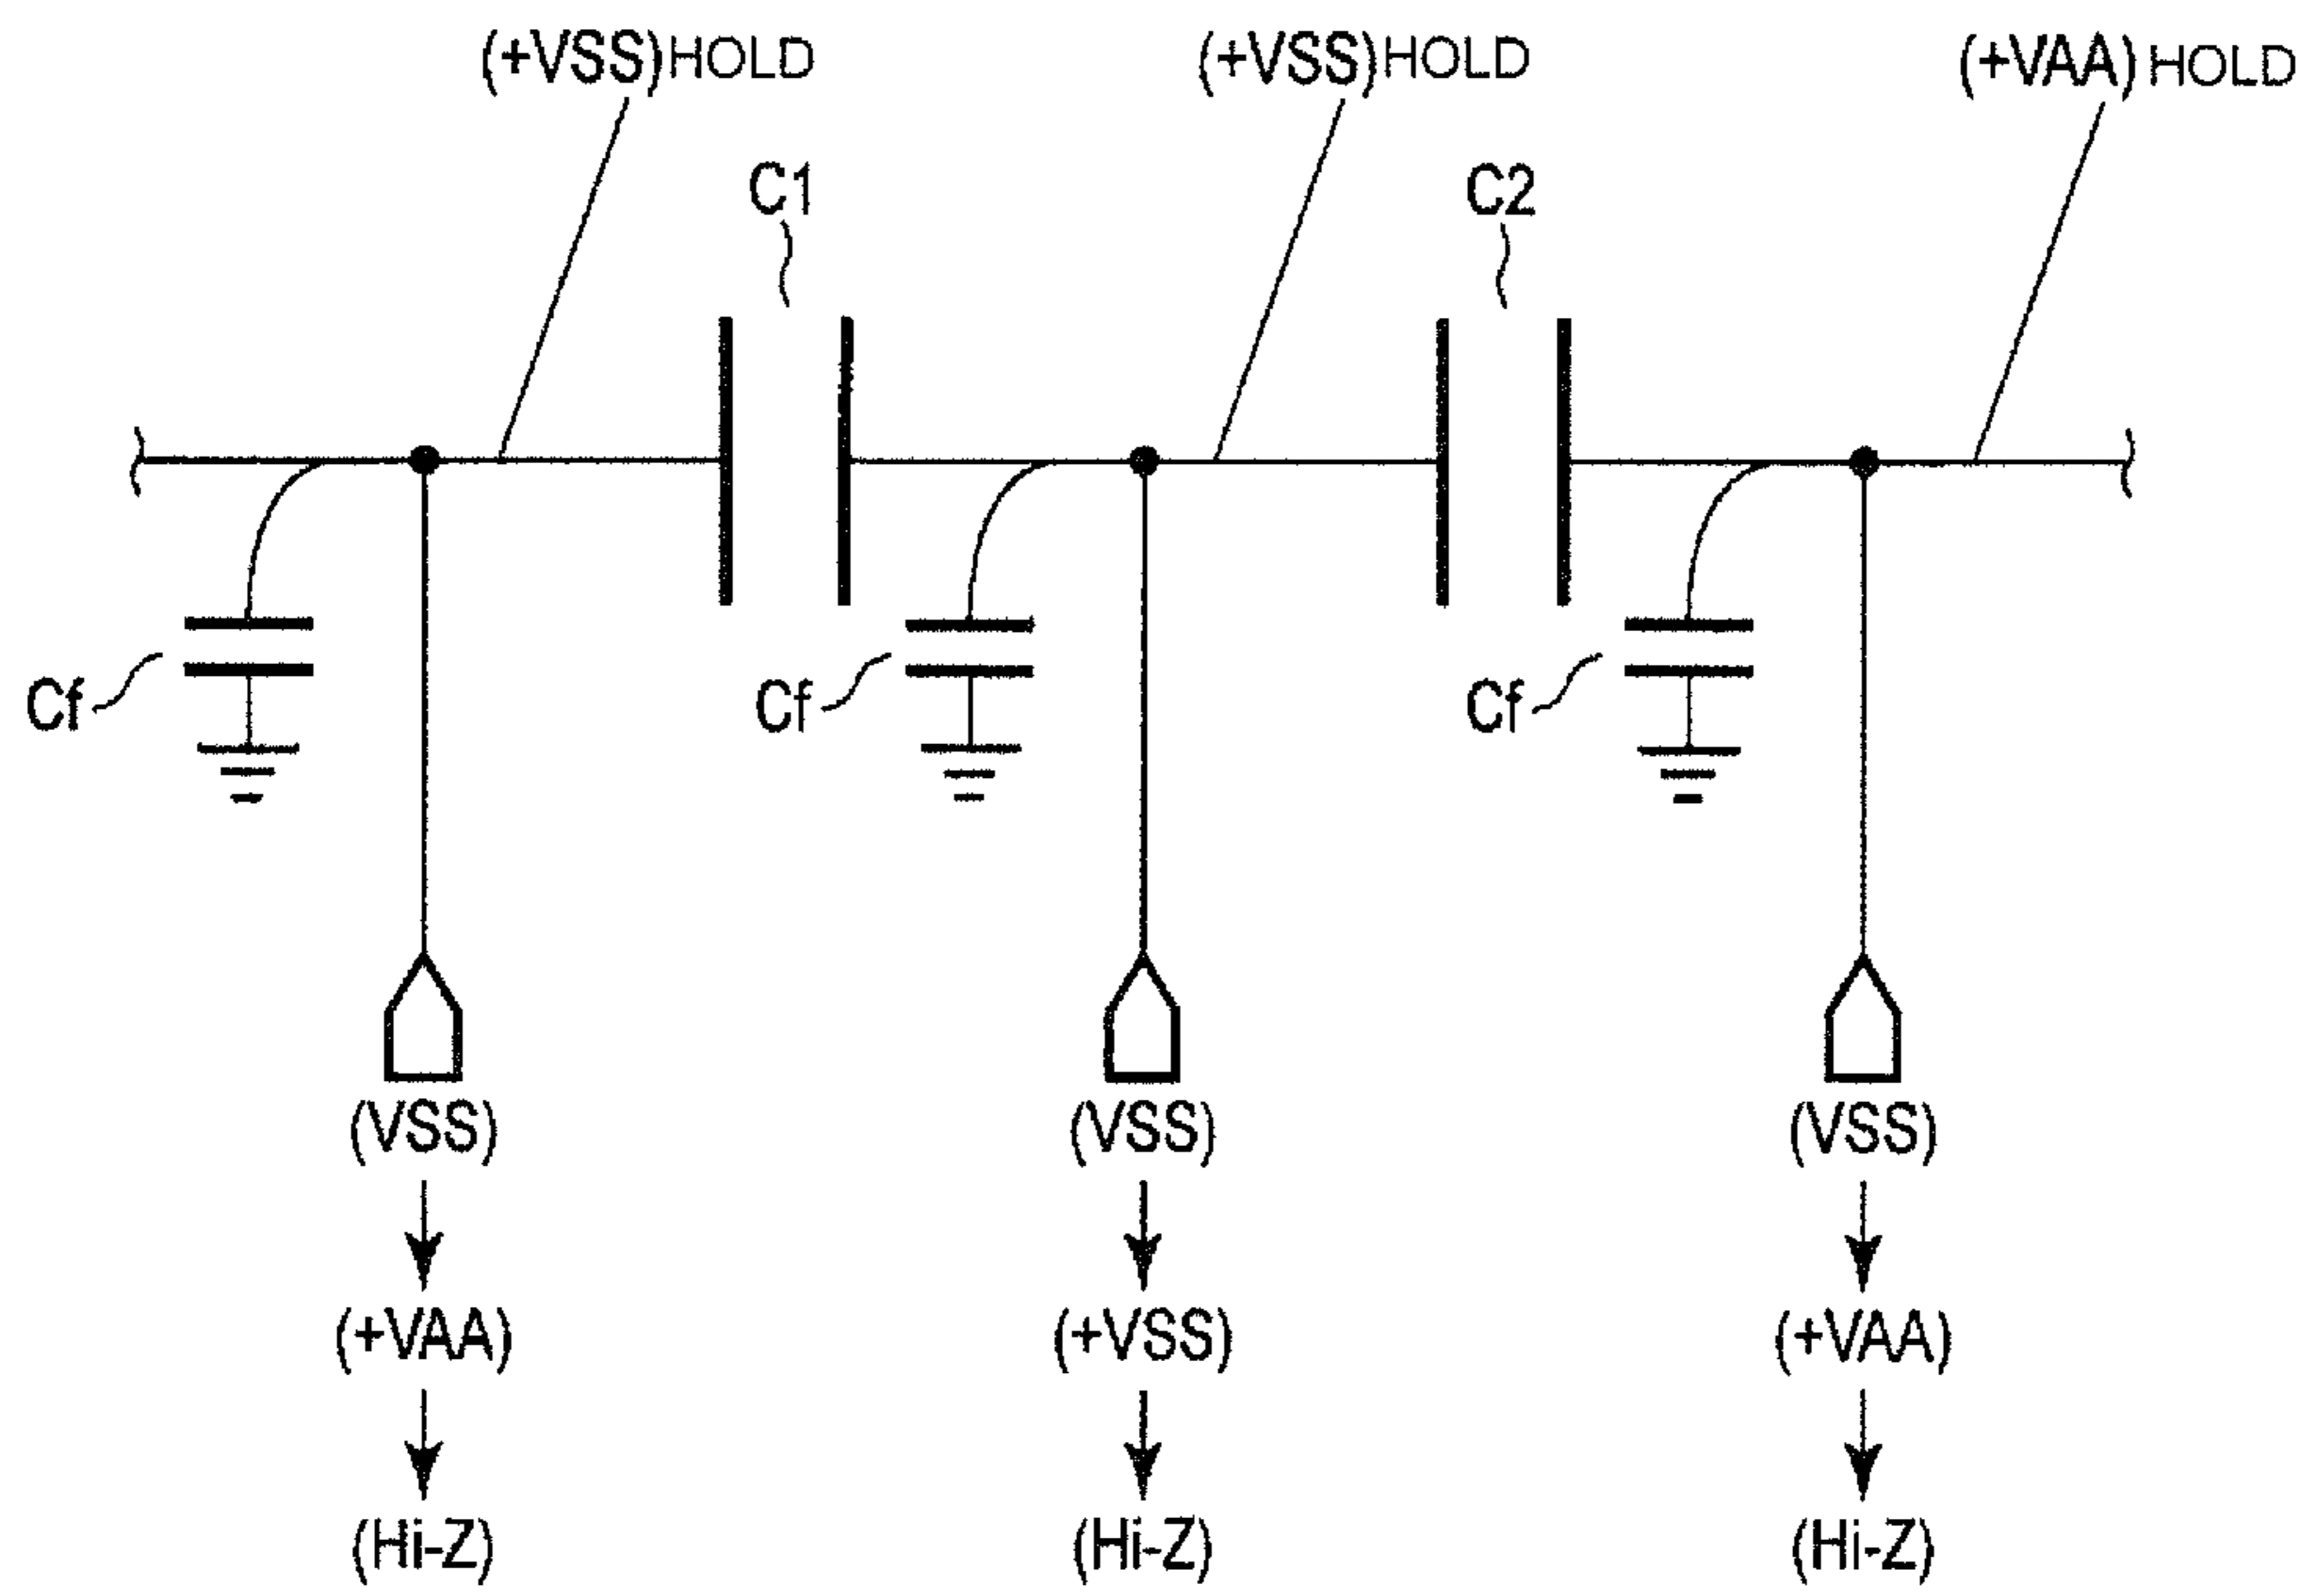 (+VSS)HOLD (+VSS)HOLD (+VAA)HOLD
C1 C2
Cf Cf Cf
(VSS) (VSS) (VSS)
(+VAA) (+VSS) (+VAA)
(Hi-Z) (Hi-Z) (Hi-Z)